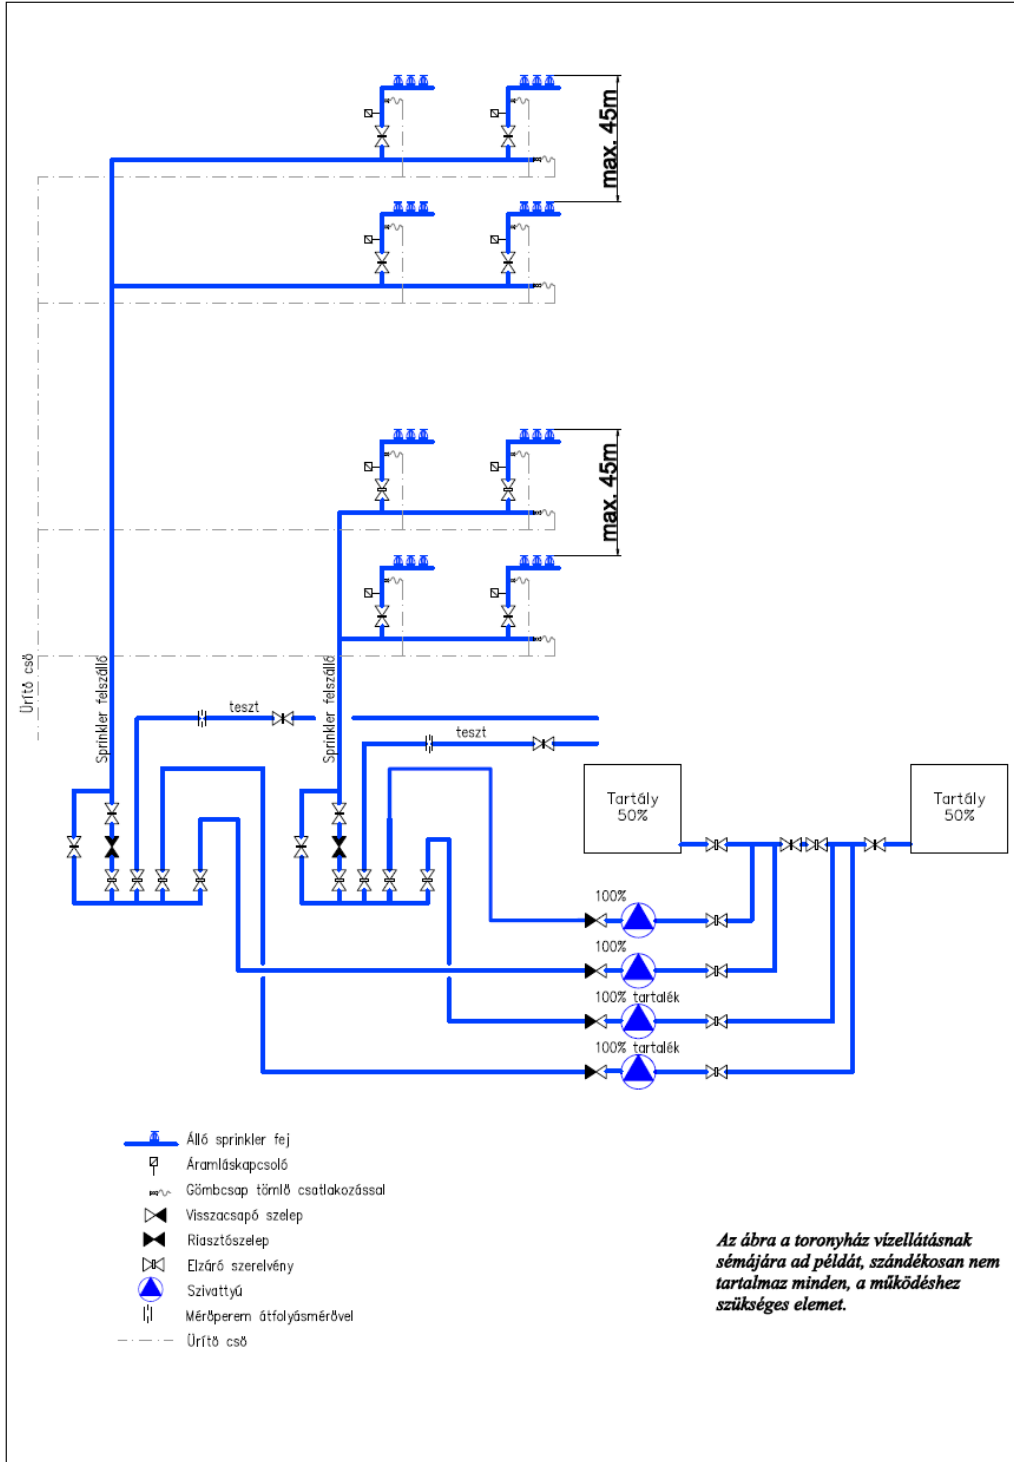 max. 45m
max. 45m
Ürítő cső
Sprinkler felszálló
Sprinkler felszálló
teszt
teszt
Tartály
50%
Tartály
50%
100%
100%
100% tartalék
100% tartalék
Álló sprinkler fej
Áramláskapcsoló
Gömbcsap tömlő csatlakozással
Visszacsapó szelep
Riasztószelep
Elzáró szerelvény
Szivattyú
Mérőperem átfolyásmérővel
Ürítő cső
Az ábra a toronyház vízellátásnak
sémájára ad példát, szándékosan nem
tartalmaz minden, a működéshez
szükséges elemet.